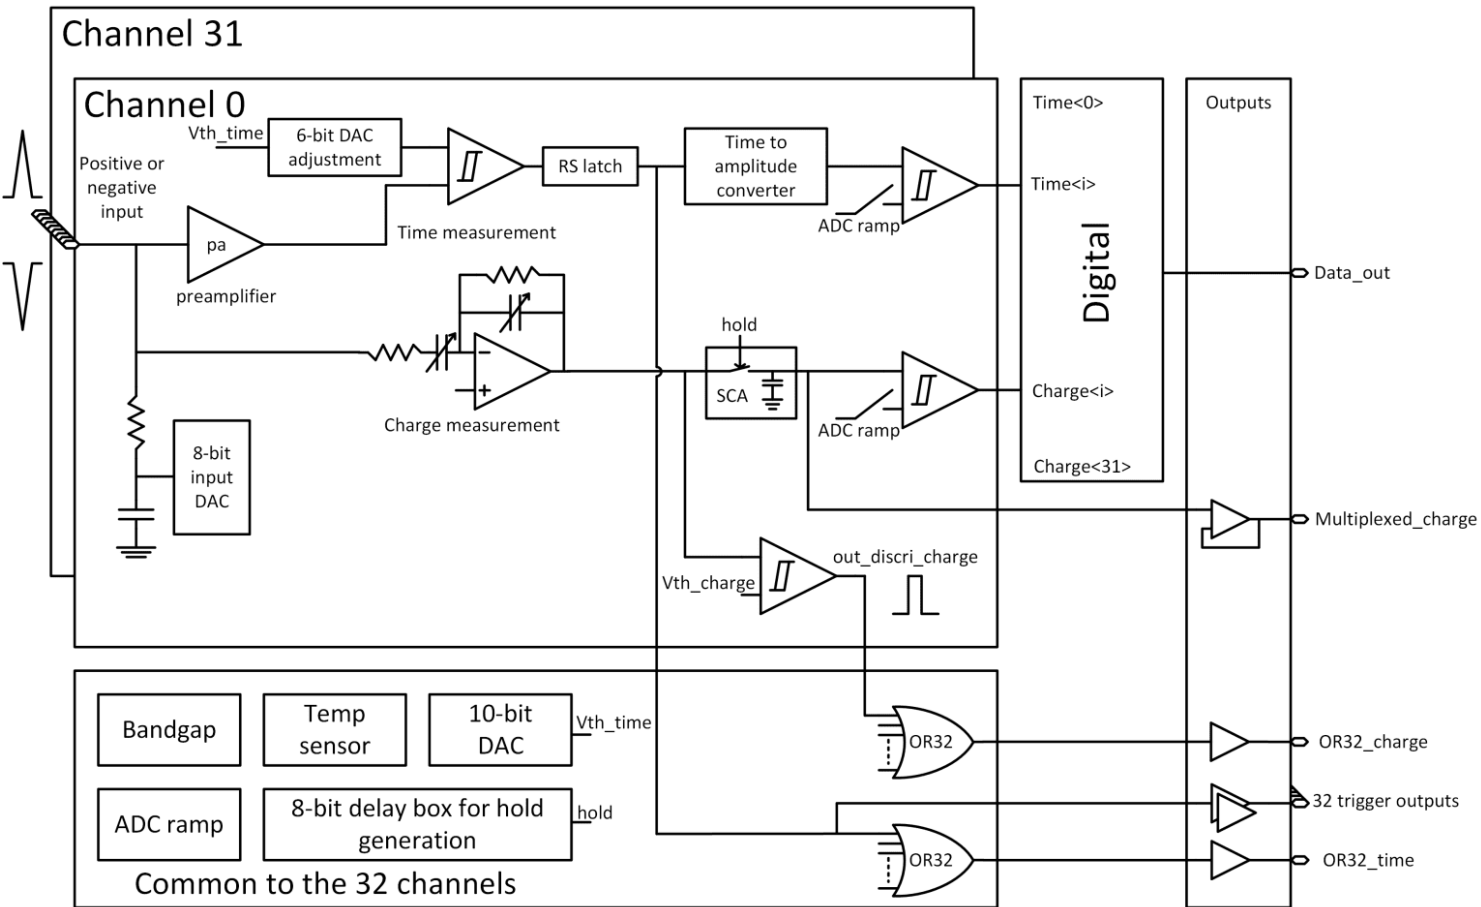 Channel 31
Channel 0
Vth_time
6-bit DAC
adjustment
RS latch
Time to
amplitude
converter
ADC ramp
Positive or
negative
input
pa
preamplifier
Time measurement
Time<0>
Time<i>
Digital
Charge<i>
Charge<31>
Outputs
Data_out
hold
SCA
ADC ramp
−
+
Charge measurement
8-bit
input
DAC
Multiplexed_charge
Vth_charge
out_discri_charge
Bandgap
Temp
sensor
10-bit
DAC
Vth_time
OR32
OR32_charge
ADC ramp
8-bit delay box for hold
generation
hold
32 trigger outputs
OR32
OR32_time
Common to the 32 channels